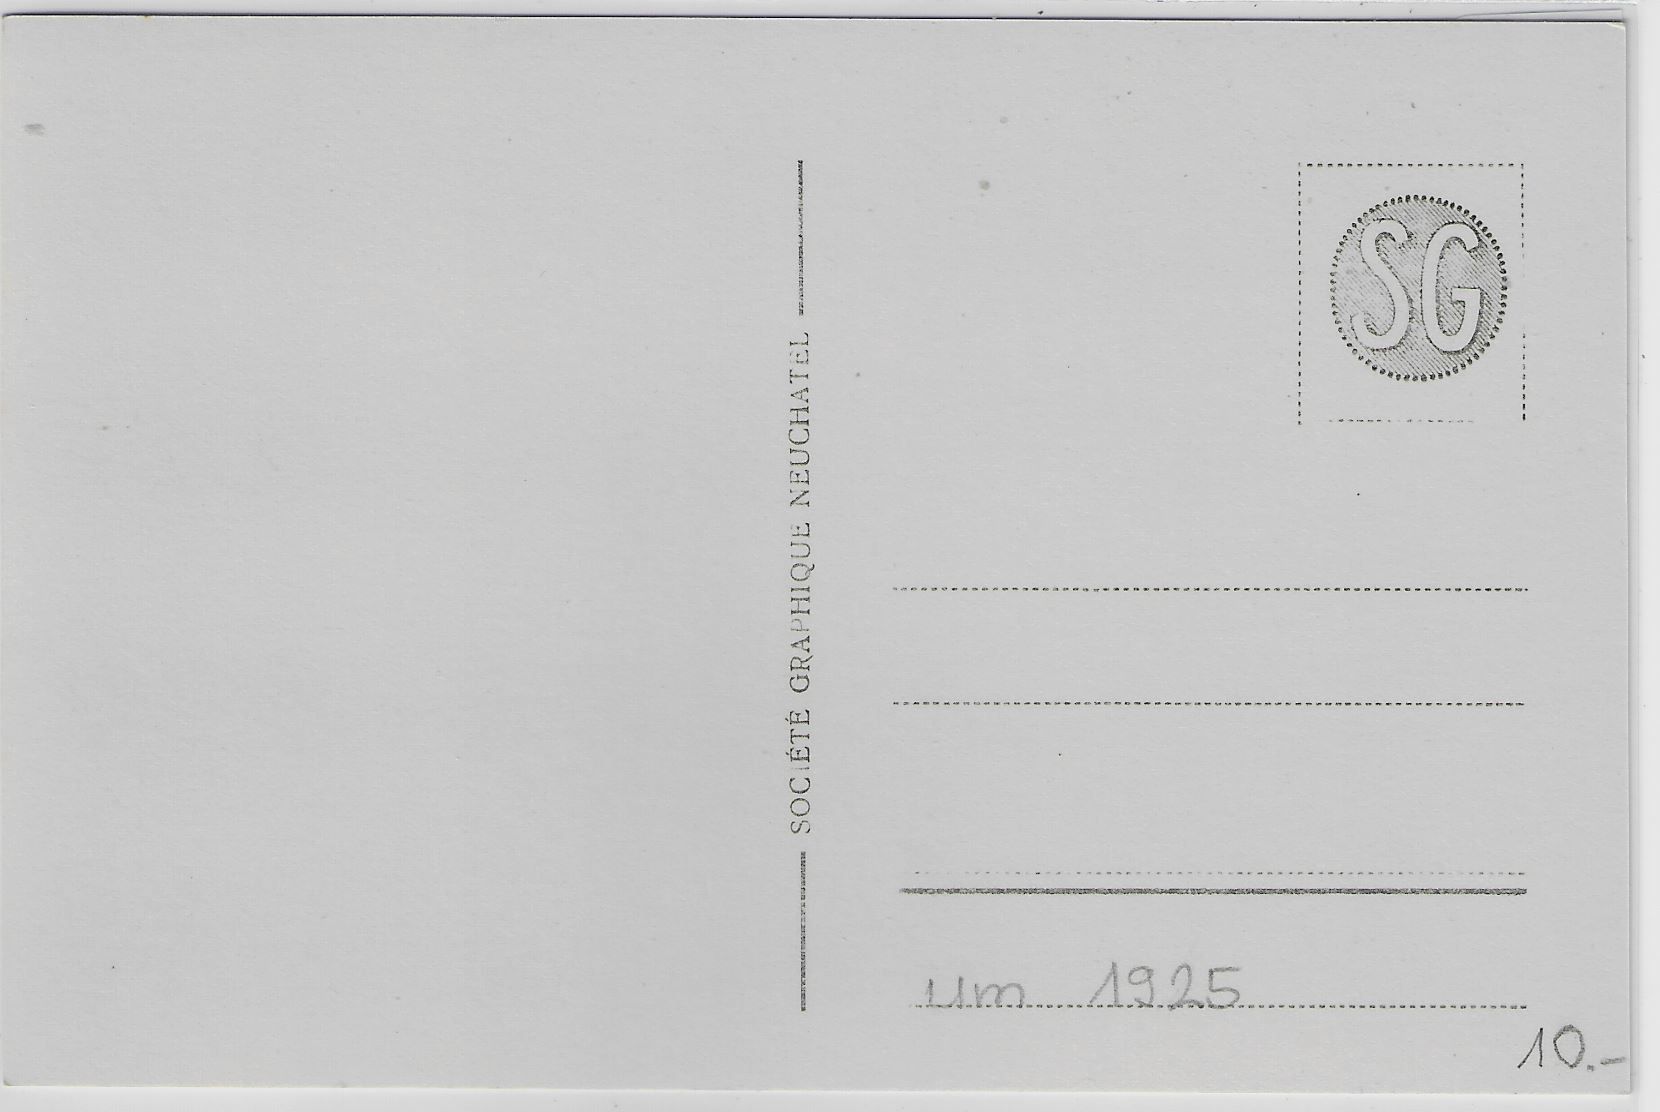 SG
SOCIÉTÉ GRAPHIQUE NEUCHATEL
um 1925
10.-